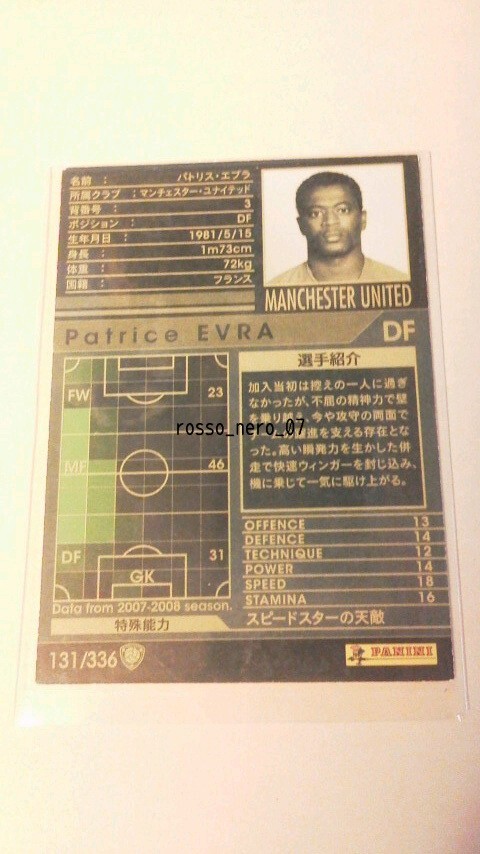 名前 : パトリス・エブラ
所属クラブ : マンチェスター・ユナイテッド
背番号 : 3
ポジション : DF
生年月日 : 1981/5/15
身長 : 1m73cm
体重 : 72kg
国籍 : フランス
MANCHESTER UNITED
Patrice EVRA DF
FW 23
MF 46
DF 31
GK
Data from 2007-2008 season.
選手紹介
加入当初は控えの一人に過ぎ
なかったが、不屈の精神力で壁
を乗り越え、今や攻守の両面で
進を支える存在とな
った。高い瞬発力を生かした併
走で快速ウィンガーを封じ込み、
機に乗じて一気に駆け上がる。
rosso_nero_07
OFFENCE 13
DEFENCE 14
TECHNIQUE 12
POWER 14
SPEED 18
STAMINA 16
特殊能力 スピードスターの天敵
131/336
PANINI